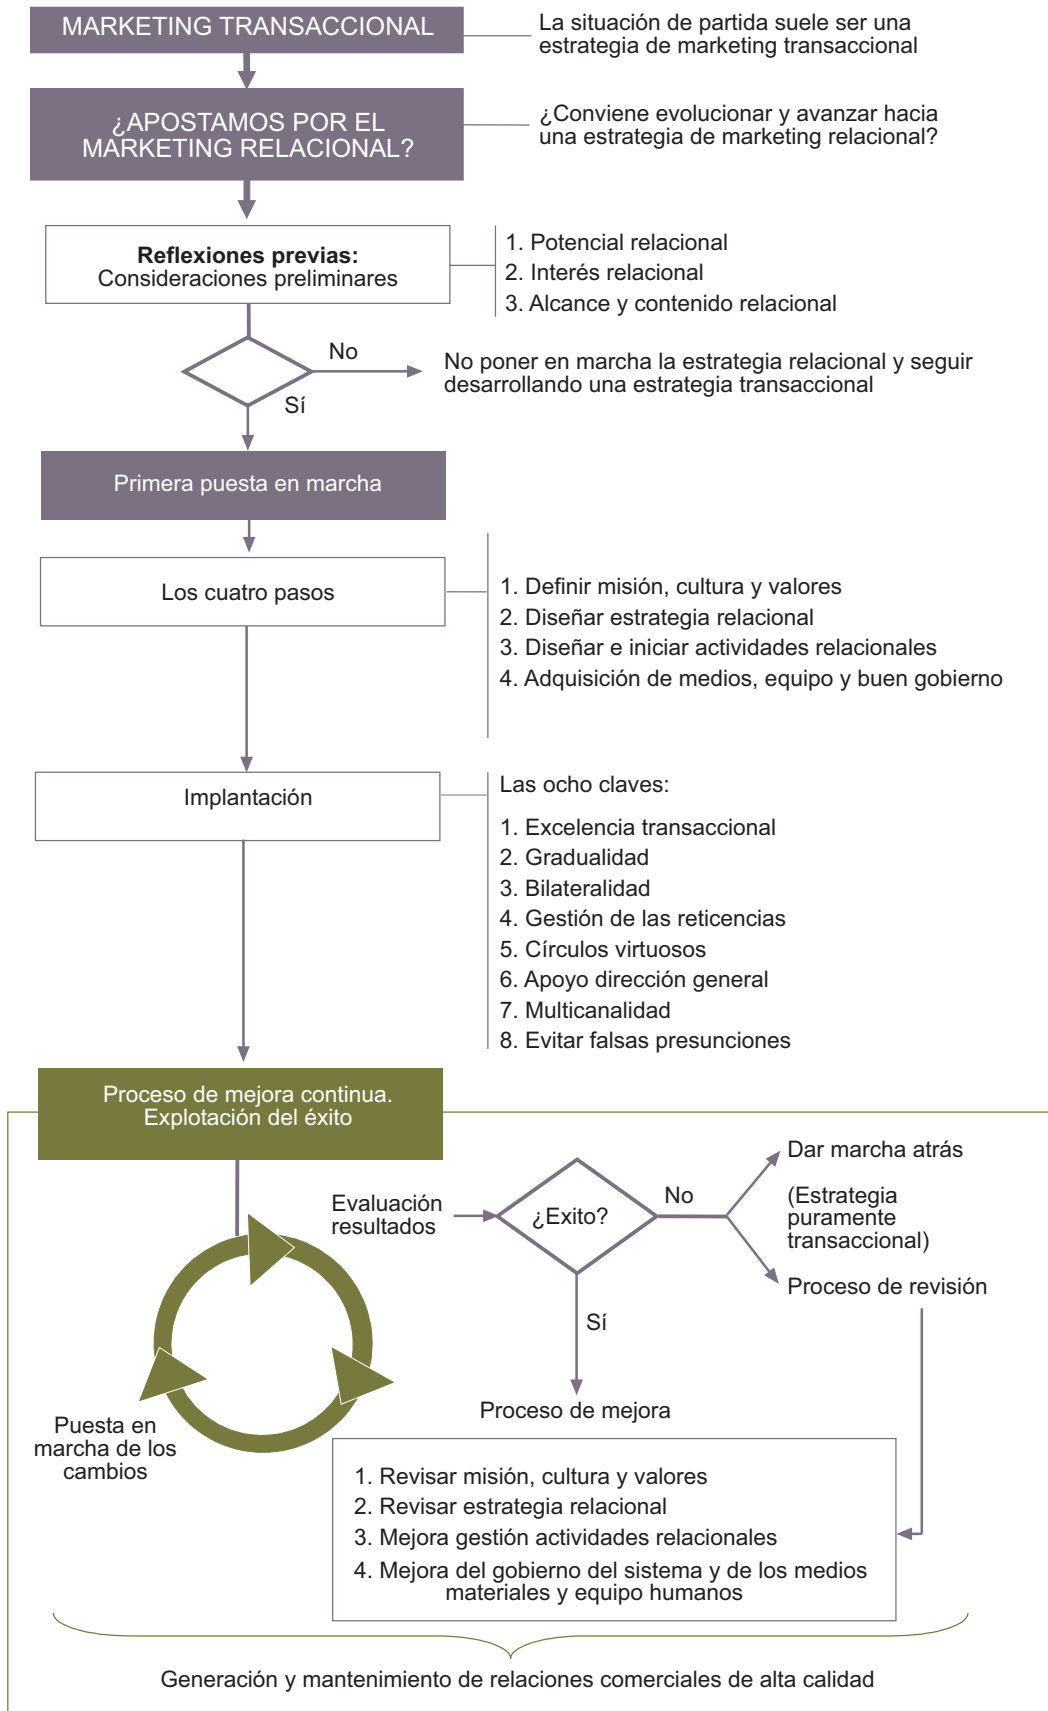 MARKETING TRANSACCIONAL
La situación de partida suele ser una
estrategia de marketing transaccional
¿APOSTAMOS POR EL
MARKETING RELACIONAL?
¿Conviene evolucionar y avanzar hacia
una estrategia de marketing relacional?
Reflexiones previas:
Consideraciones preliminares
1. Potencial relacional
2. Interés relacional
3. Alcance y contenido relacional
No
No poner en marcha la estrategia relacional y seguir
desarrollando una estrategia transaccional
Sí
Primera puesta en marcha
Los cuatro pasos
1. Definir misión, cultura y valores
2. Diseñar estrategia relacional
3. Diseñar e iniciar actividades relacionales
4. Adquisición de medios, equipo y buen gobierno
Implantación
Las ocho claves:
1. Excelencia transaccional
2. Gradualidad
3. Bilateralidad
4. Gestión de las reticencias
5. Círculos virtuosos
6. Apoyo dirección general
7. Multicanalidad
8. Evitar falsas presunciones
Proceso de mejora continua.
Explotación del éxito
Evaluación
resultados
¿Exito?
No
Dar marcha atrás
(Estrategia
puramente
transaccional)
Proceso de revisión
Sí
Proceso de mejora
Puesta en
marcha de los
cambios
1. Revisar misión, cultura y valores
2. Revisar estrategia relacional
3. Mejora gestión actividades relacionales
4. Mejora del gobierno del sistema y de los medios
materiales y equipo humanos
Generación y mantenimiento de relaciones comerciales de alta calidad